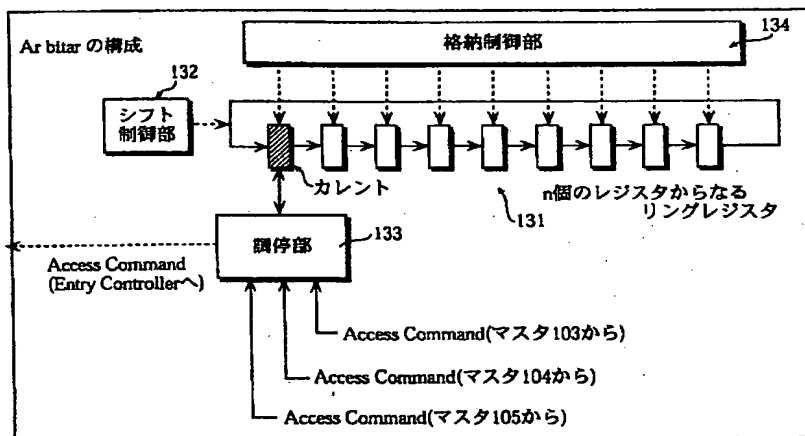 Ar bitar の構成
格納制御部
134
132
シフト
制御部
カレント
131
n個のレジスタからなる
リングレジスタ
調停部
133
Access Command
(Entry Controllerへ)
Access Command(マスタ103から)
Access Command(マスタ104から)
Access Command(マスタ105から)